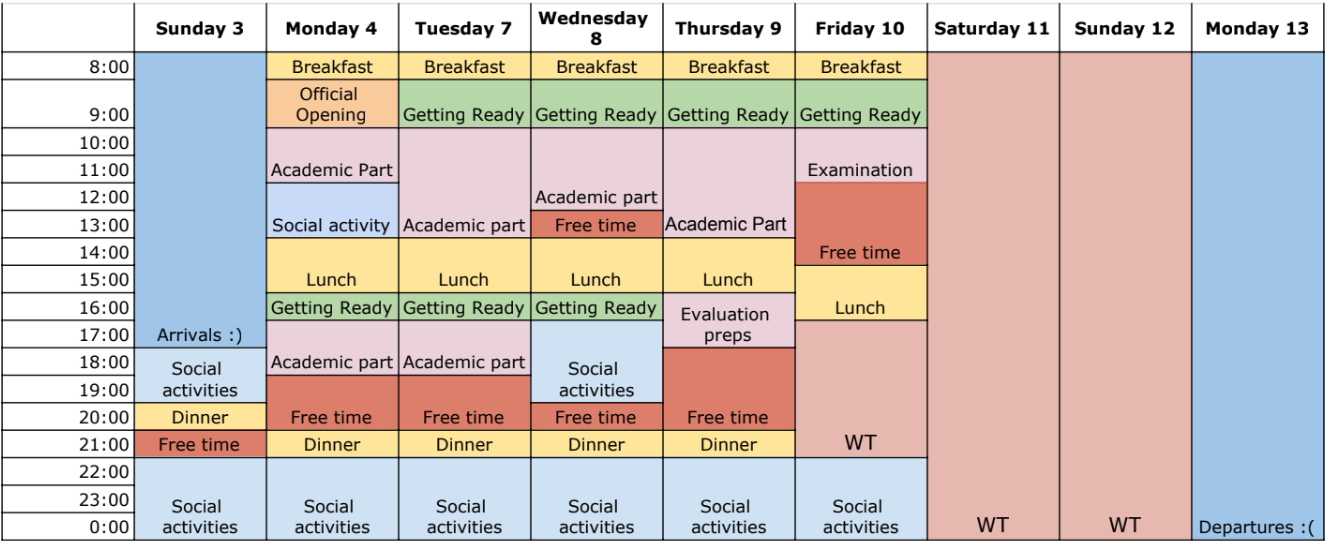 Sunday 3 Monday 4 Tuesday 7 Wednesday 8 Thursday 9 Friday 10 Saturday 11 Sunday 12 Monday 13
8:00 Breakfast Breakfast Breakfast Breakfast Breakfast
9:00 Official Opening Getting Ready Getting Ready Getting Ready Getting Ready
10:00
11:00 Academic Part Examination
12:00 Academic part
13:00 Social activity Academic part Free time Academic Part
14:00 Free time
15:00 Lunch Lunch Lunch Lunch
16:00 Getting Ready Getting Ready Getting Ready Evaluation preps Lunch
17:00 Arrivals :)
18:00 Social activities Academic part Academic part Social activities
19:00
20:00 Dinner Free time Free time Free time Free time
21:00 Free time Dinner Dinner Dinner Dinner WT
22:00
23:00 Social activities Social activities Social activities Social activities Social activities Social activities
0:00 WT WT Departures :(